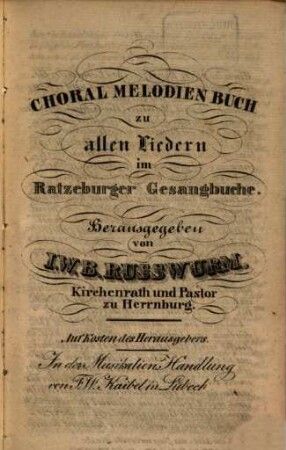 CHORAL MELODIEN BUCH
zu
allen Liedern
im
Ratzeburger Gesangbuche.
Herausgegeben
von
I.W.B. RUSSWURM.
Kirchenrath und Pastor
zu Herrnburg.
Auf Kosten des Herausgebers.
In der Musikalien Handlung
von F.W. Kaibel in Lübeck